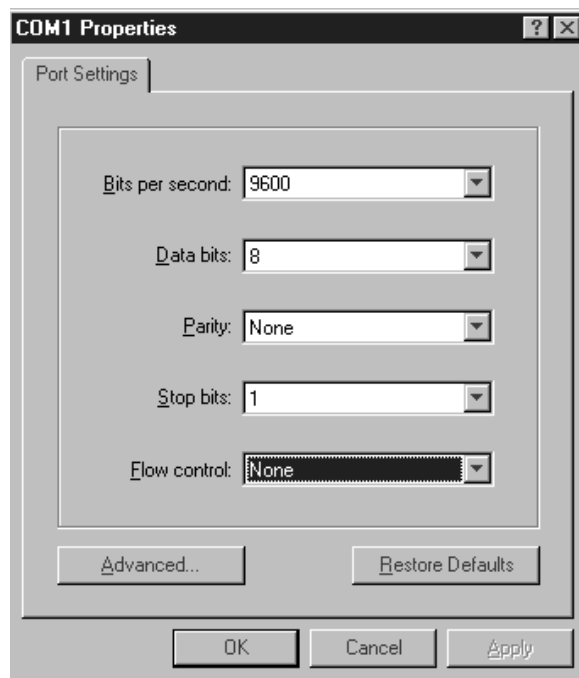 COM1 Properties
Port Settings
Bits per second: 9600
Data bits: 8
Parity: None
Stop bits: 1
Flow control: None
Advanced... Restore Defaults
OK Cancel Apply